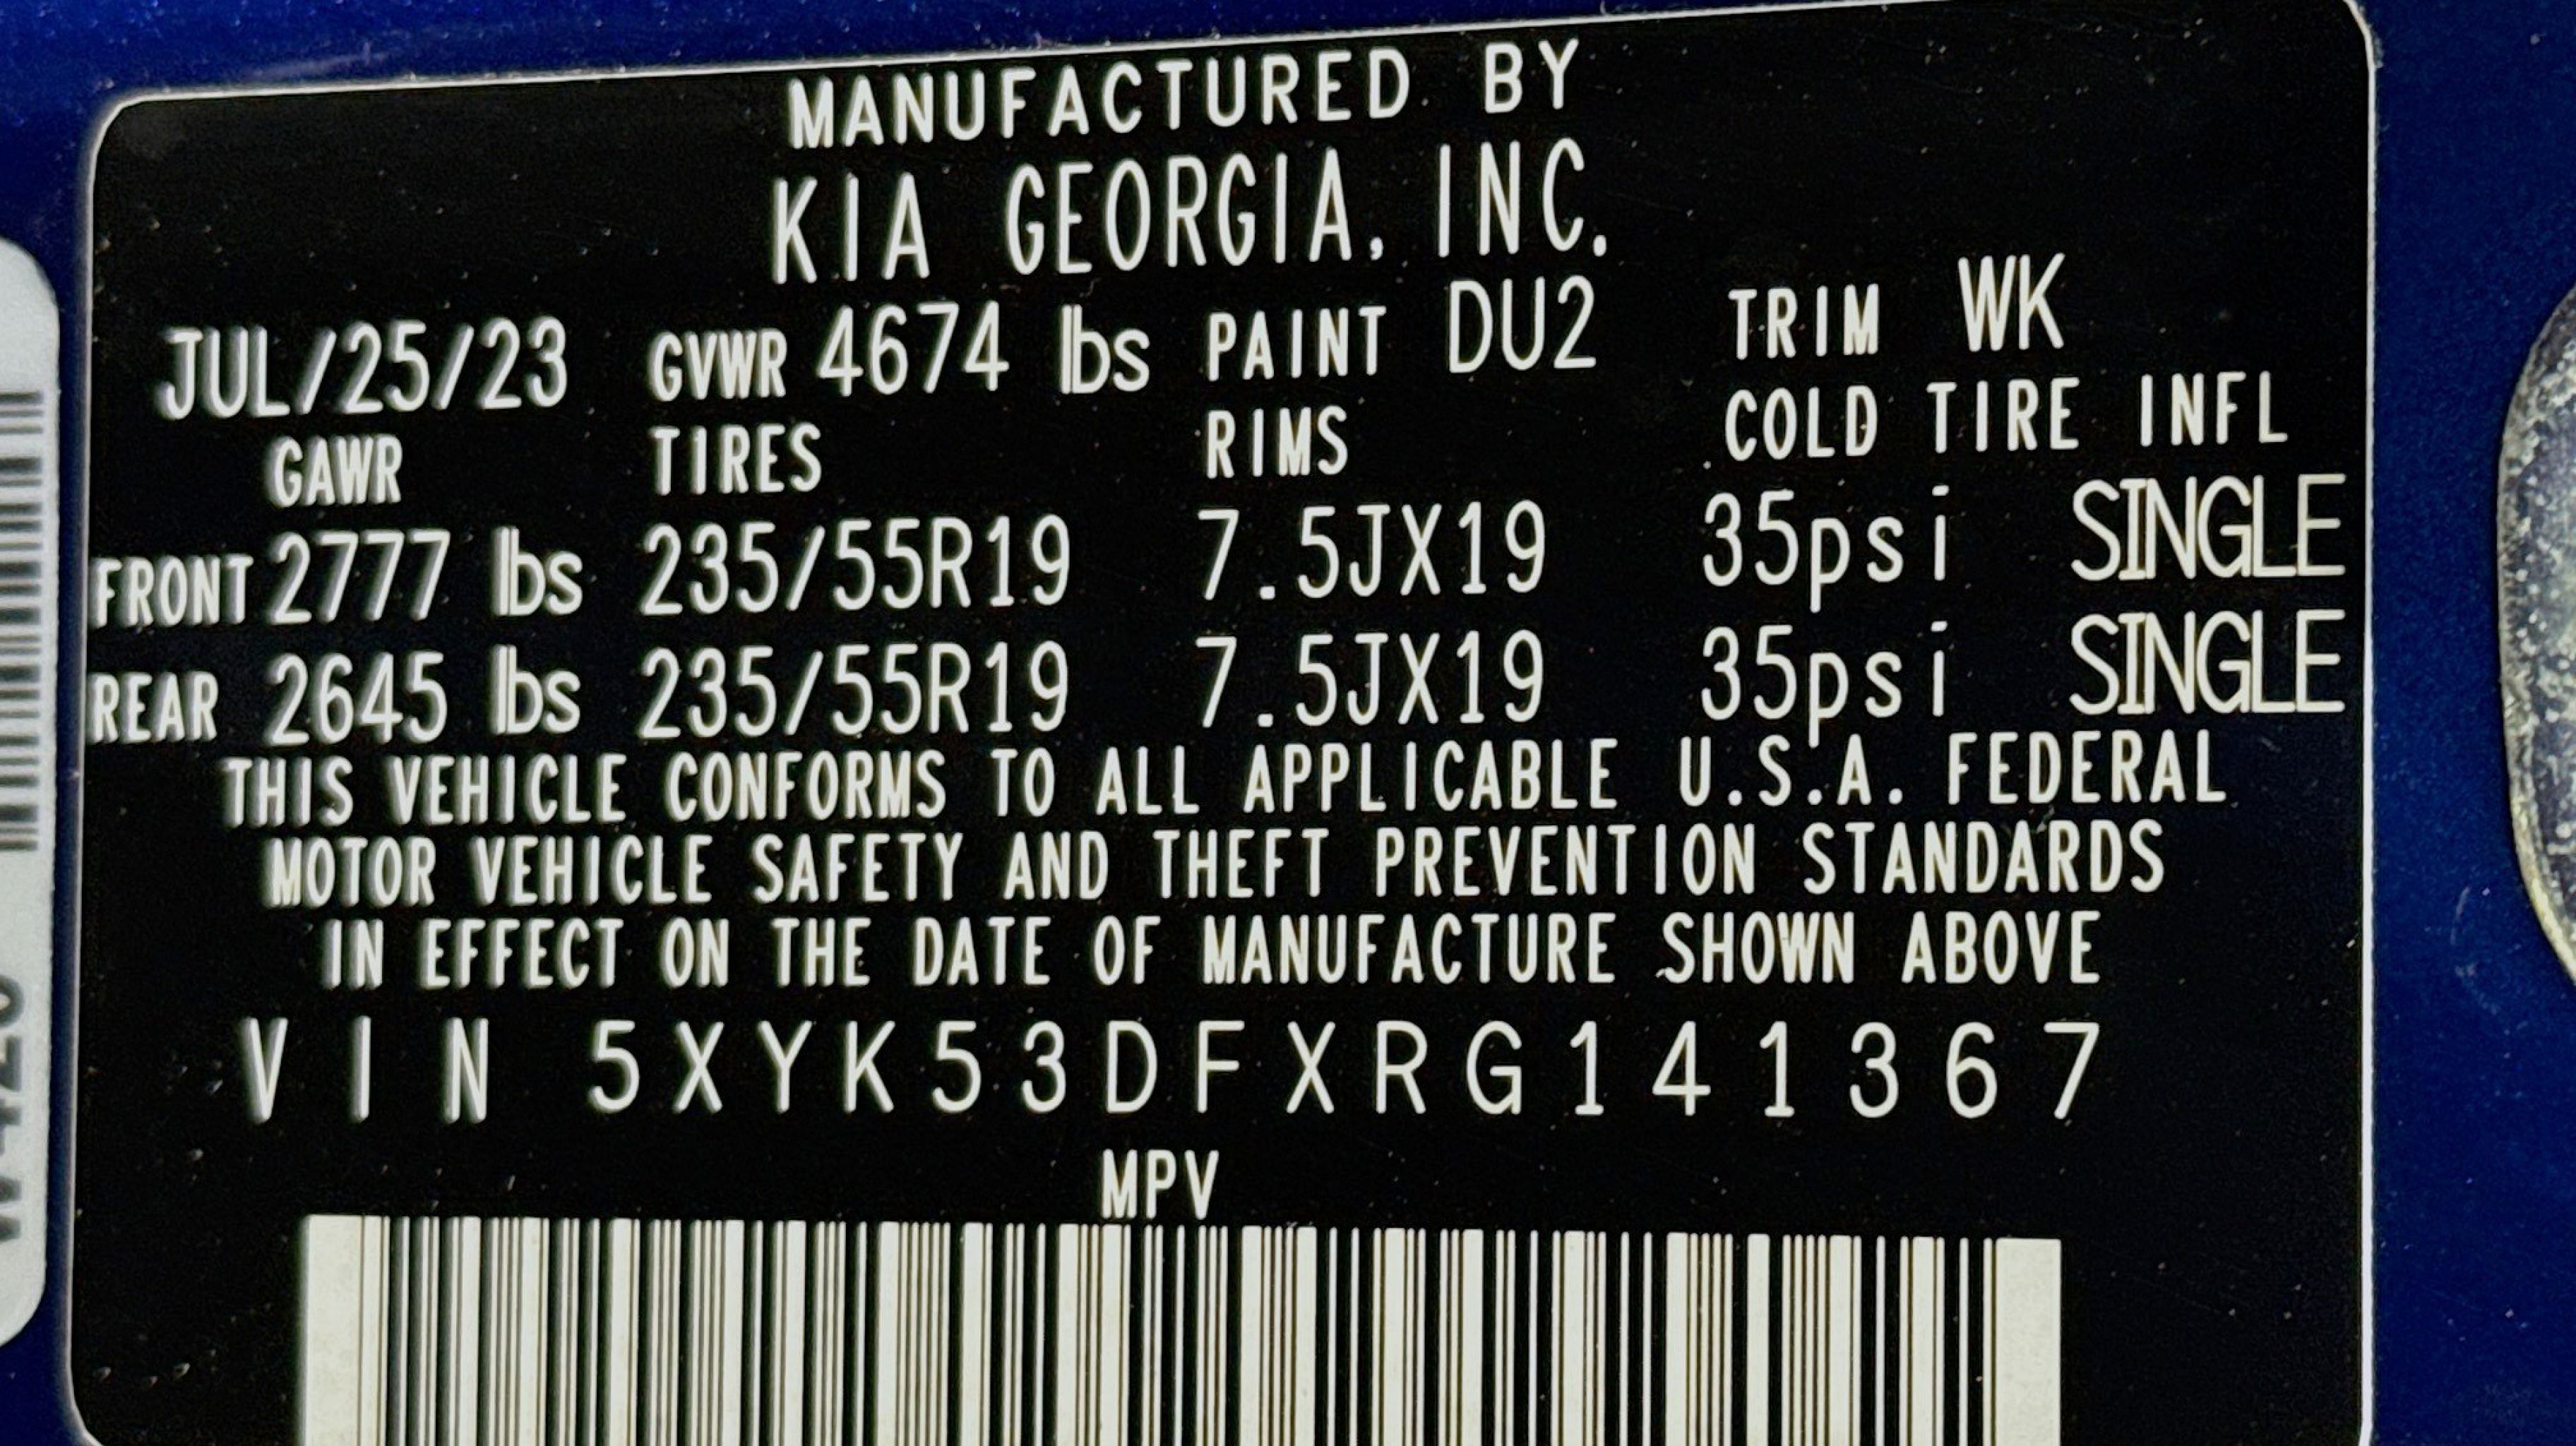 MANUFACTURED BY
KIA GEORGIA, INC.
JUL/25/23 GVWR 4674 lbs PAINT DU2 TRIM WK
GAWR TIRES RIMS COLD TIRE INFL
FRONT 2777 lbs 235/55R19 7.5JX19 35psi SINGLE
REAR 2645 lbs 235/55R19 7.5JX19 35psi SINGLE
THIS VEHICLE CONFORMS TO ALL APPLICABLE U.S.A. FEDERAL
MOTOR VEHICLE SAFETY AND THEFT PREVENTION STANDARDS
IN EFFECT ON THE DATE OF MANUFACTURE SHOWN ABOVE
VIN 5XYK53DFXRG141367
MPV